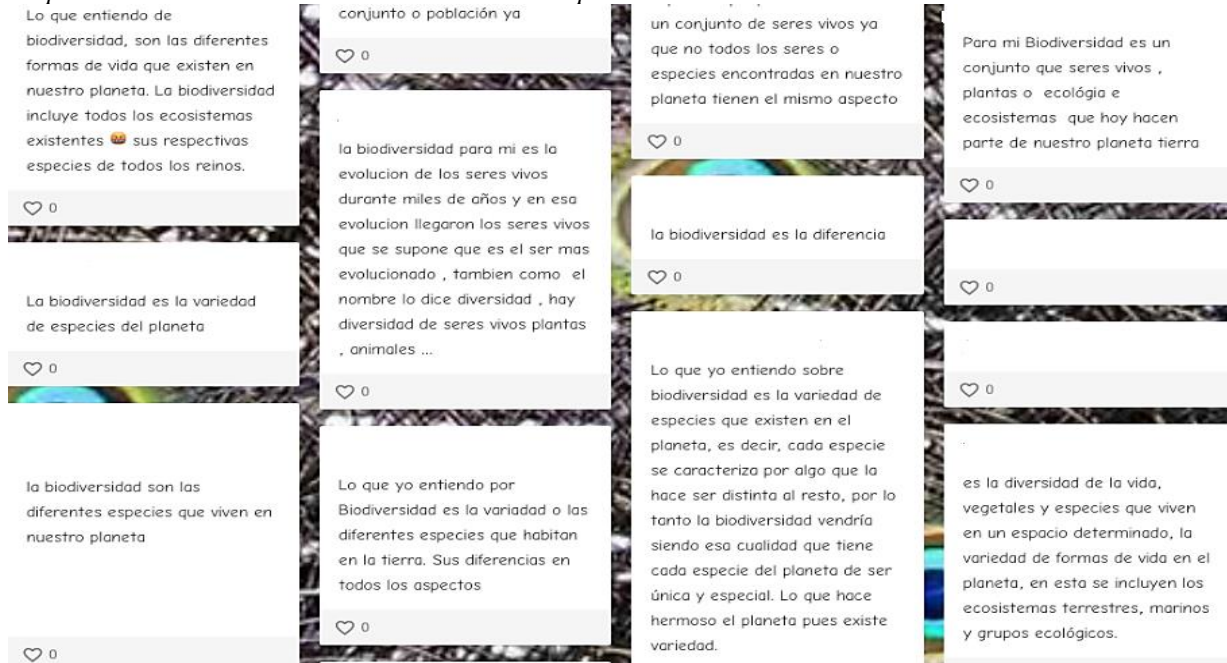 Lo que entiendo de
biodiversidad, son las diferentes
formas de vida que existen en
nuestro planeta. La biodiversidad
incluye todos los ecosistemas
existentes 🤬 sus respectivas
especies de todos los reinos.
0
La biodiversidad es la variedad
de especies del planeta
0
la biodiversidad son las
diferentes especies que viven en
nuestro planeta
0
conjunto o población ya
0
la biodiversidad para mi es la
evolucion de los seres vivos
durante miles de años y en esa
evolucion llegaron los seres vivos
que se supone que es el ser mas
evolucionado , tambien como el
nombre lo dice diversidad , hay
diversidad de seres vivos plantas
, animales ...
0
Lo que yo entiendo por
Biodiversidad es la variadad o las
diferentes especies que habitan
en la tierra. Sus diferencias en
todos los aspectos
0
un conjunto de seres vivos ya
que no todos los seres o
especies encontradas en nuestro
planeta tienen el mismo aspecto
0
la biodiversidad es la diferencia
0
Lo que yo entiendo sobre
biodiversidad es la variedad de
especies que existen en el
planeta, es decir, cada especie
se caracteriza por algo que la
hace ser distinta al resto, por lo
tanto la biodiversidad vendría
siendo esa cualidad que tiene
cada especie del planeta de ser
única y especial. Lo que hace
hermoso el planeta pues existe
variedad.
Para mi Biodiversidad es un
conjunto que seres vivos ,
plantas o ecológia e
ecosistemas que hoy hacen
parte de nuestro planeta tierra
0
0
0
es la diversidad de la vida,
vegetales y especies que viven
en un espacio determinado, la
variedad de formas de vida en el
planeta, en esta se incluyen los
ecosistemas terrestres, marinos
y grupos ecológicos.